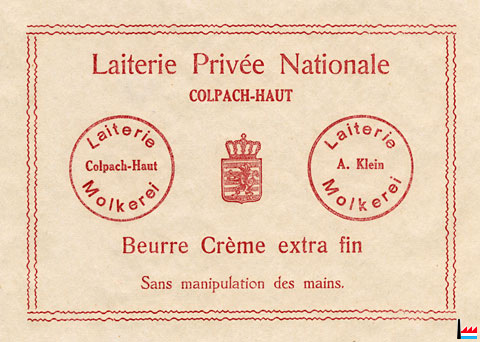 Laiterie Privée Nationale
COLPACH-HAUT
Laiterie
Colpach-Haut
Molkerei
Laiterie
A. Klein
Molkerei
Beurre Crème extra fin
Sans manipulation des mains.